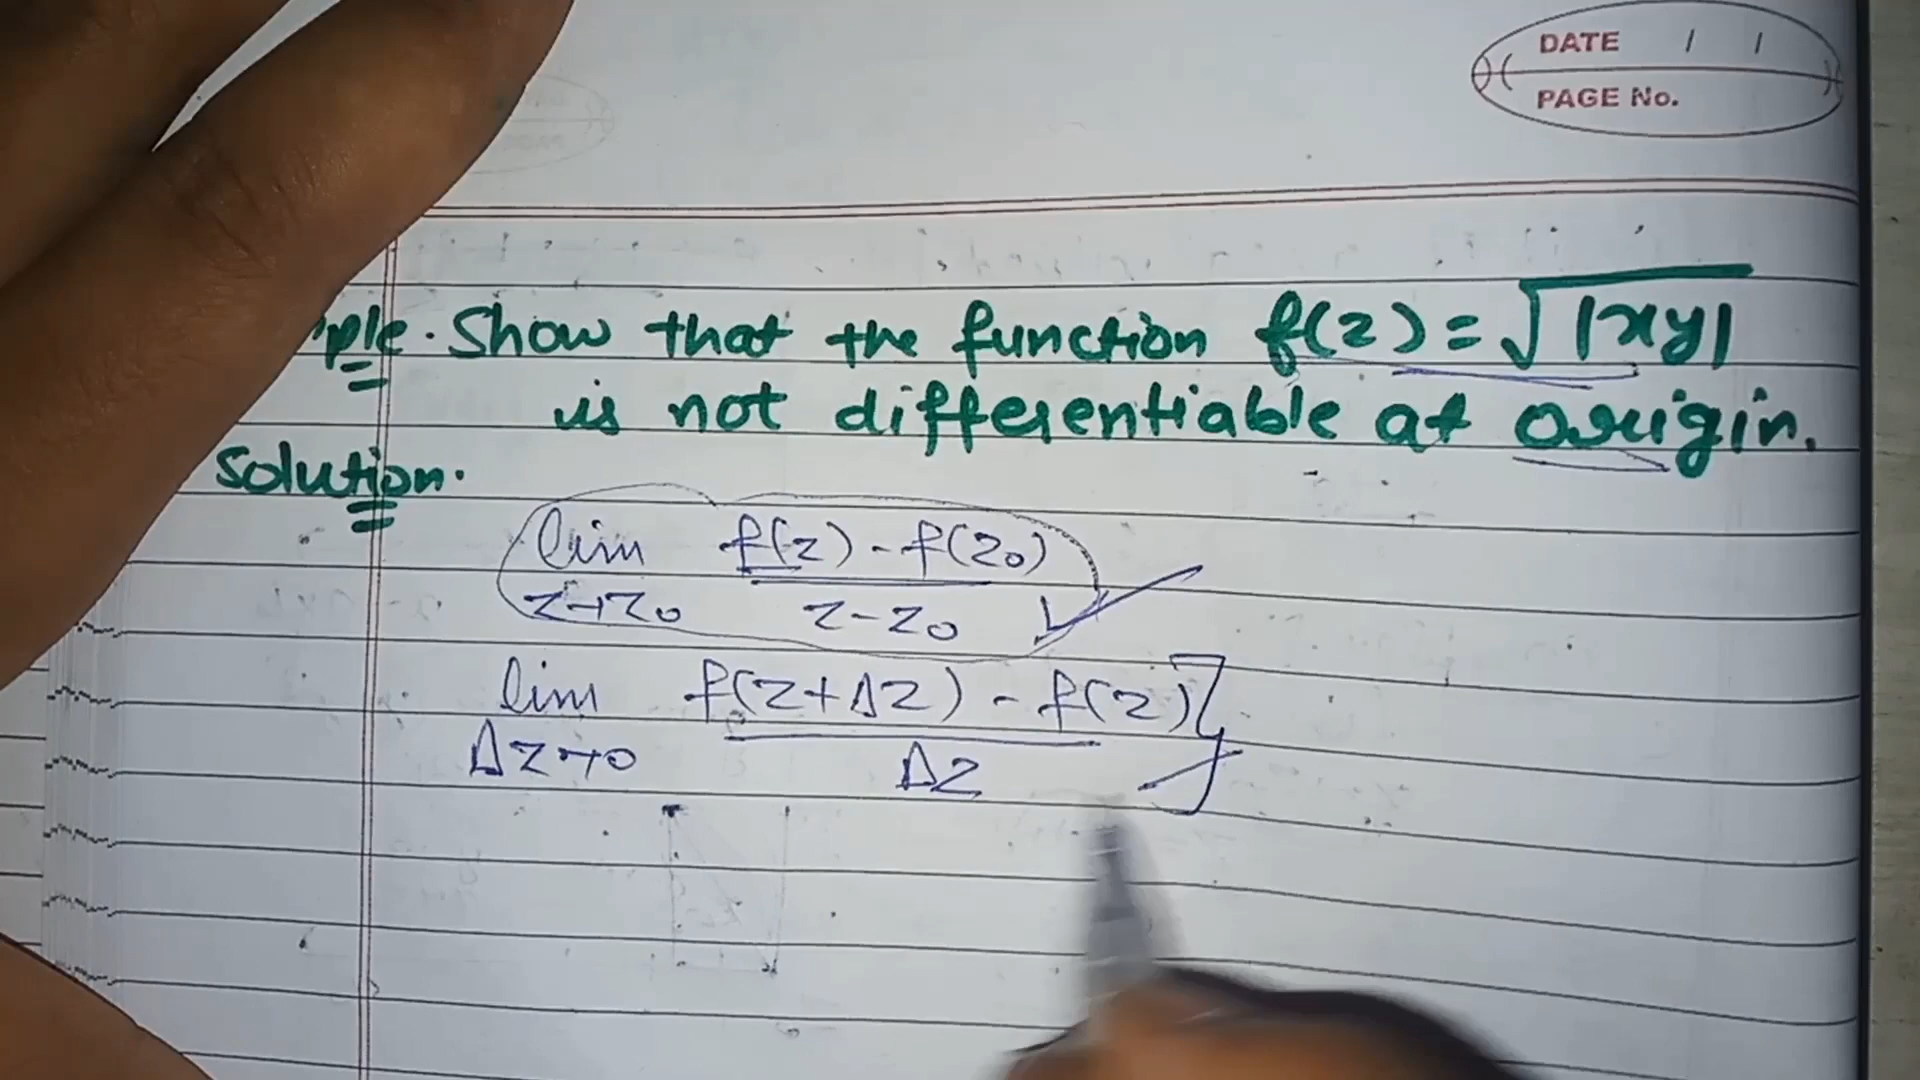 DATE / /
PAGE No.
ple. Show that the function f(z) = √|xy|
is not differentiable at origin.
Solution.
lim f(z) - f(z0)
z→z0 z - z0
lim f(z+Δz) - f(z)
Δz→0 Δz